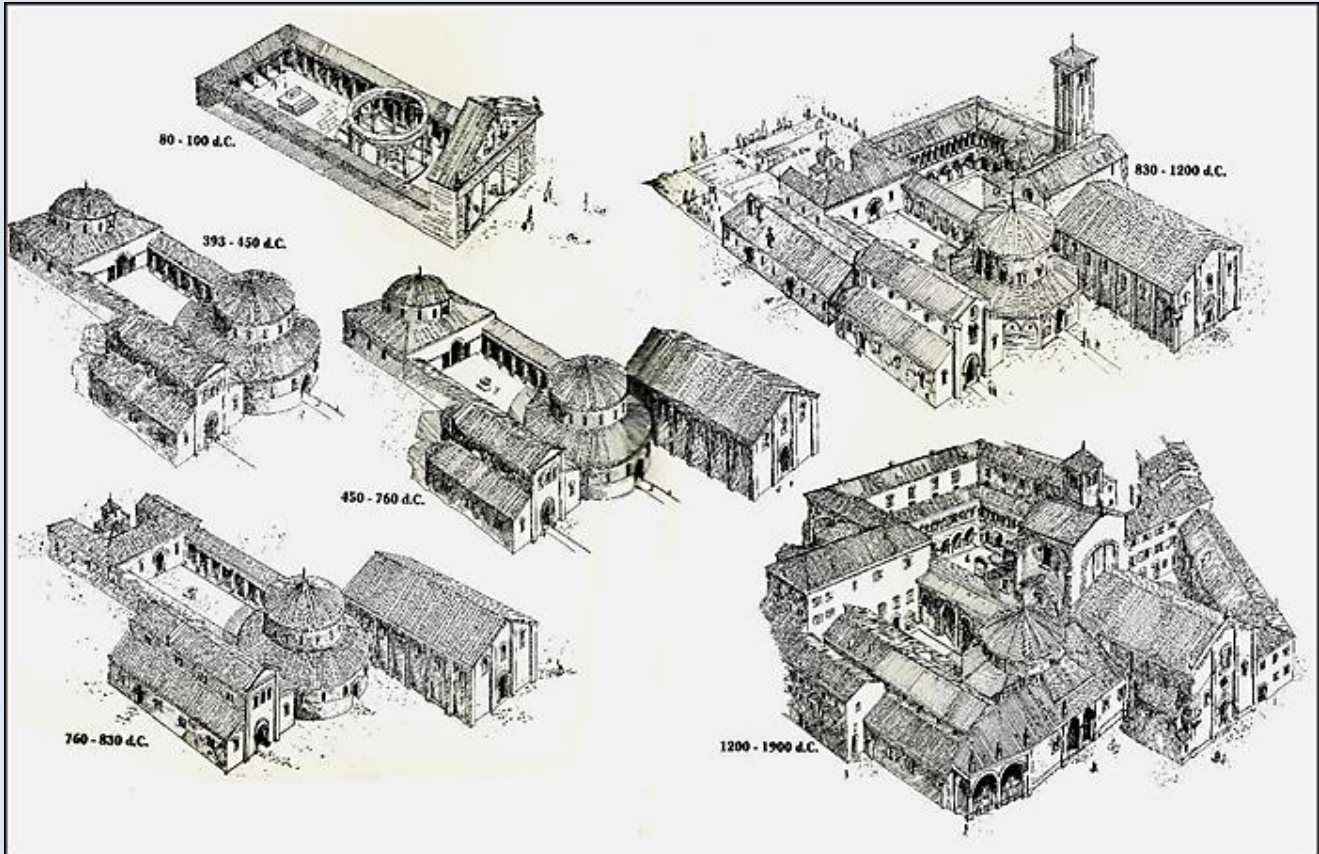 80 - 100 d.C.
830 - 1200 d.C.
393 - 450 d.C.
450 - 760 d.C.
760 - 830 d.C.
1200 - 1900 d.C.